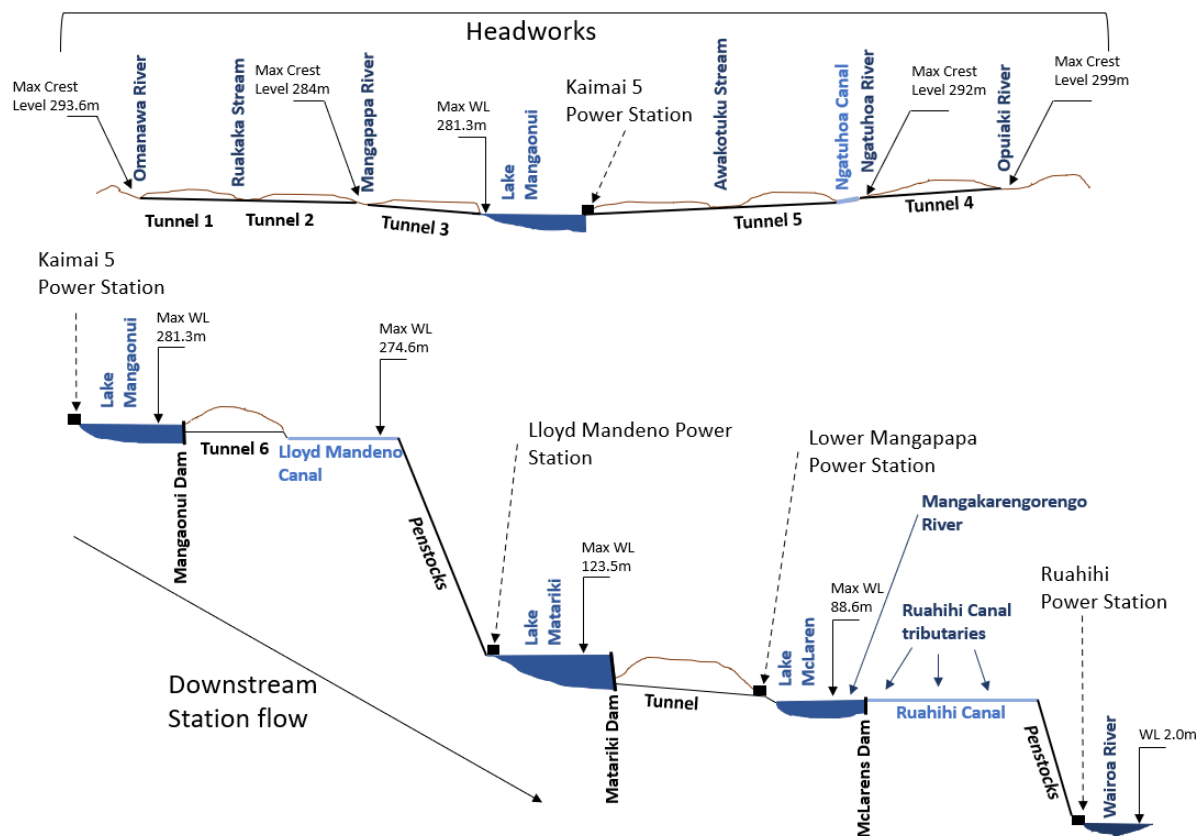 Headworks
Max Crest
Level 293.6m
Omanawa River
Ruakaka Stream
Max Crest
Level 284m
Mangapapa River
Max WL
281.3m
Lake
Mangaonui
Kaimai 5
Power Station
Awakotuku Stream
Ngatuhoa Canal
Ngatuhoa River
Max Crest
Level 292m
Opuiaki River
Max Crest
Level 299m
Tunnel 1
Tunnel 2
Tunnel 3
Tunnel 5
Tunnel 4
Kaimai 5
Power Station
Lake
Mangaonui
Max WL
281.3m
Max WL
274.6m
Tunnel 6
Lloyd Mandeno
Canal
Mangaonui Dam
Penstocks
Lloyd Mandeno Power
Station
Lower Mangapapa
Power Station
Mangakarengorengo
River
Lake
Matariki
Max WL
123.5m
Lake
McLaren
Max WL
88.6m
Ruahihi Canal
tributaries
Ruahihi
Power Station
Downstream
Station flow
Matariki Dam
Tunnel
McLarens Dam
Ruahihi Canal
Penstocks
Wairoa River
WL 2.0m